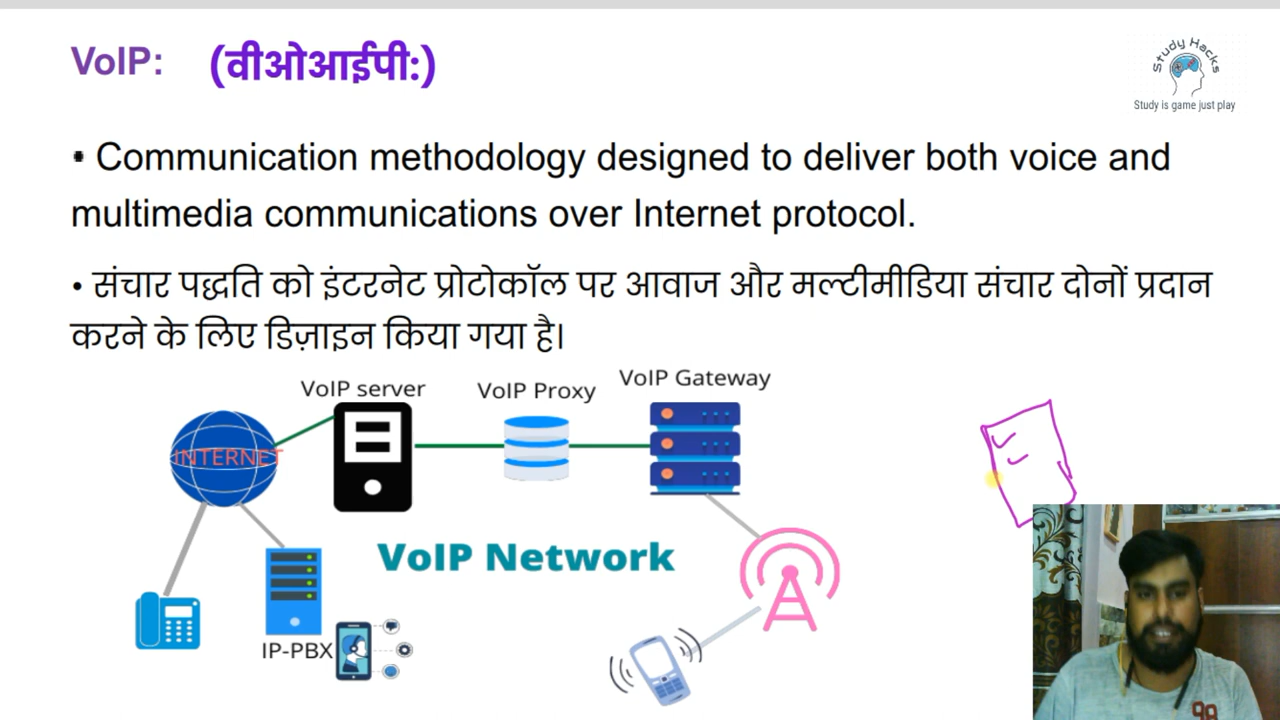 VoIP: (वीओआईपी:)
Study Hacks
Study is game just play
• Communication methodology designed to deliver both voice and
multimedia communications over Internet protocol.
• संचार पद्धति को इंटरनेट प्रोटोकॉल पर आवाज और मल्टीमीडिया संचार दोनों प्रदान
करने के लिए डिज़ाइन किया गया है।
VoIP server
VoIP Proxy
VoIP Gateway
INTERNET
VoIP Network
IP-PBX
99